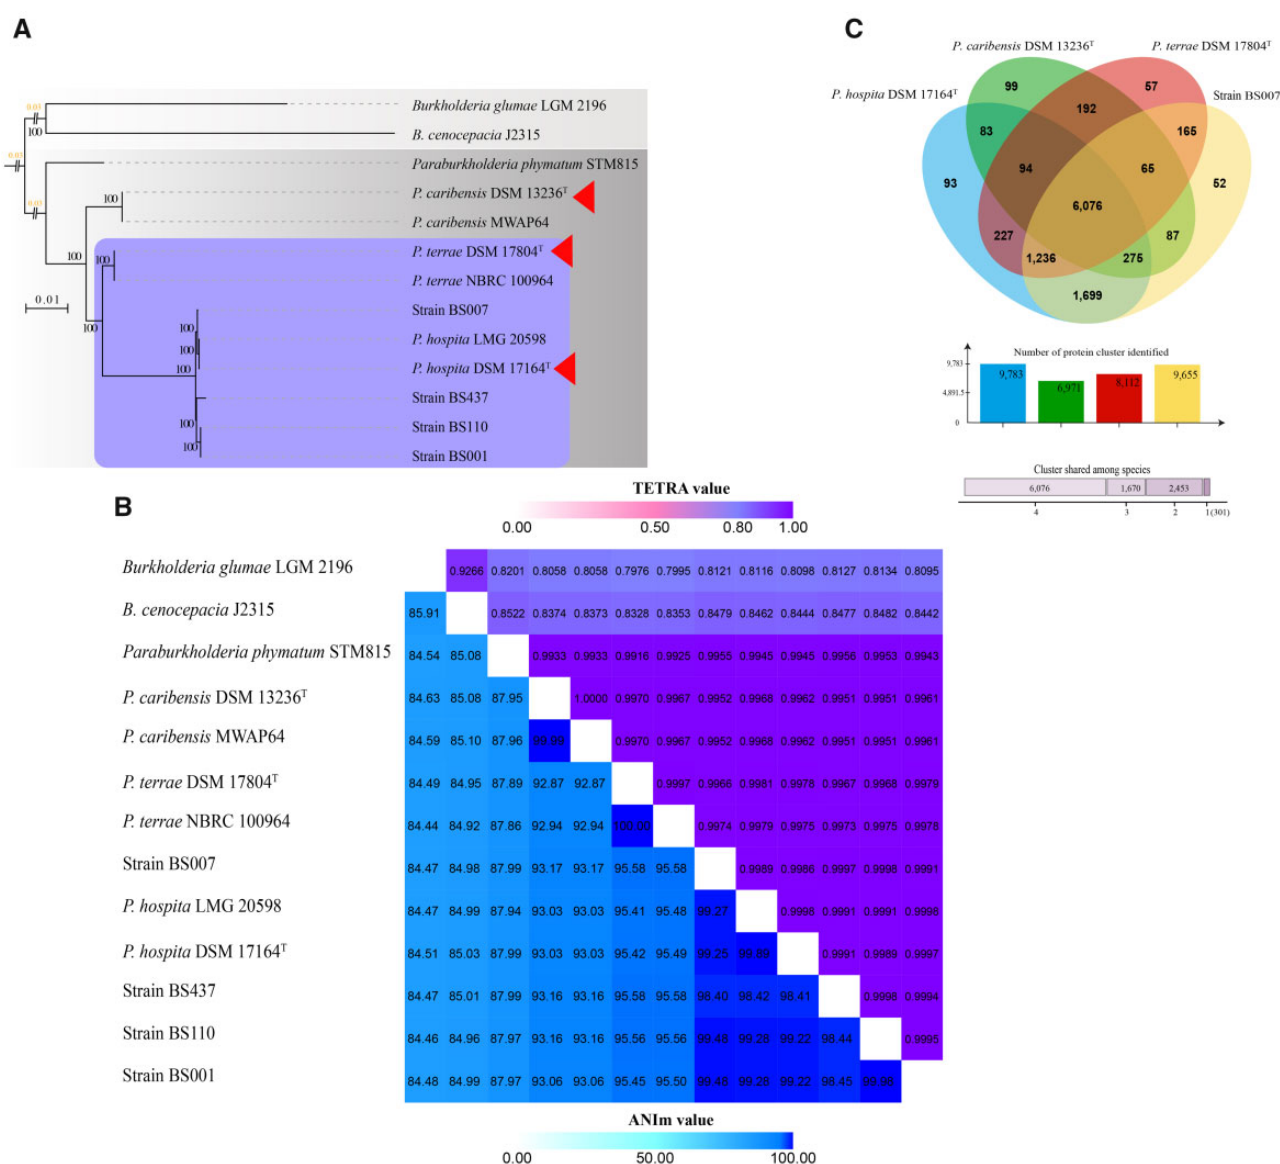 A
0.03
100
0.03
0.03
100
100
100
100
100
100
100
100
100
0.01
Burkholderia glumae LGM 2196
B. cenocepacia J2315
Paraburkholderia phymatum STM815
P. caribensis DSM 13236T
P. caribensis MWAP64
P. terrae DSM 17804T
P. terrae NBRC 100964
Strain BS007
P. hospita LMG 20598
P. hospita DSM 17164T
Strain BS437
Strain BS110
Strain BS001
C
P. caribensis DSM 13236T
P. terrae DSM 17804T
P. hospita DSM 17164T
Strain BS007
99
57
192
83
165
94
65
93
52
6,076
227
87
1,236
275
1,699
Number of protein cluster identified
9,783
4,891.5
0
9,783
6,971
8,112
9,655
Cluster shared among species
6,076 1,670 2,453
4 3 2 1(301)
B
TETRA value
0.00 0.50 0.80 1.00
Burkholderia glumae LGM 2196 0.9266 0.8201 0.8058 0.8058 0.7976 0.7995 0.8121 0.8116 0.8098 0.8127 0.8134 0.8095
B. cenocepacia J2315 85.91 0.8522 0.8374 0.8373 0.8328 0.8353 0.8479 0.8462 0.8444 0.8477 0.8482 0.8442
Paraburkholderia phymatum STM815 84.54 85.08 0.9933 0.9933 0.9916 0.9925 0.9955 0.9945 0.9945 0.9956 0.9953 0.9943
P. caribensis DSM 13236T 84.63 85.08 87.95 1.0000 0.9970 0.9967 0.9952 0.9968 0.9962 0.9951 0.9951 0.9961
P. caribensis MWAP64 84.59 85.10 87.96 99.99 0.9970 0.9967 0.9952 0.9968 0.9962 0.9951 0.9951 0.9961
P. terrae DSM 17804T 84.49 84.95 87.89 92.87 92.87 0.9997 0.9966 0.9981 0.9978 0.9967 0.9968 0.9979
P. terrae NBRC 100964 84.44 84.92 87.86 92.94 92.94 100.00 0.9974 0.9979 0.9975 0.9973 0.9975 0.9978
Strain BS007 84.47 84.98 87.99 93.17 93.17 95.58 95.58 0.9989 0.9986 0.9997 0.9998 0.9991
P. hospita LMG 20598 84.47 84.99 87.94 93.03 93.03 95.41 95.48 99.27 0.9998 0.9991 0.9991 0.9998
P. hospita DSM 17164T 84.51 85.03 87.99 93.03 93.03 95.42 95.49 99.25 99.89 0.9991 0.9989 0.9997
Strain BS437 84.47 85.01 87.99 93.16 93.16 95.58 95.58 98.40 98.42 98.41 0.9998 0.9994
Strain BS110 84.46 84.96 87.97 93.16 93.16 95.56 95.56 99.48 99.28 99.22 98.44 0.9995
Strain BS001 84.48 84.99 87.97 93.06 93.06 95.45 95.50 99.48 99.28 99.22 98.45 99.98
ANIm value
0.00 50.00 100.00